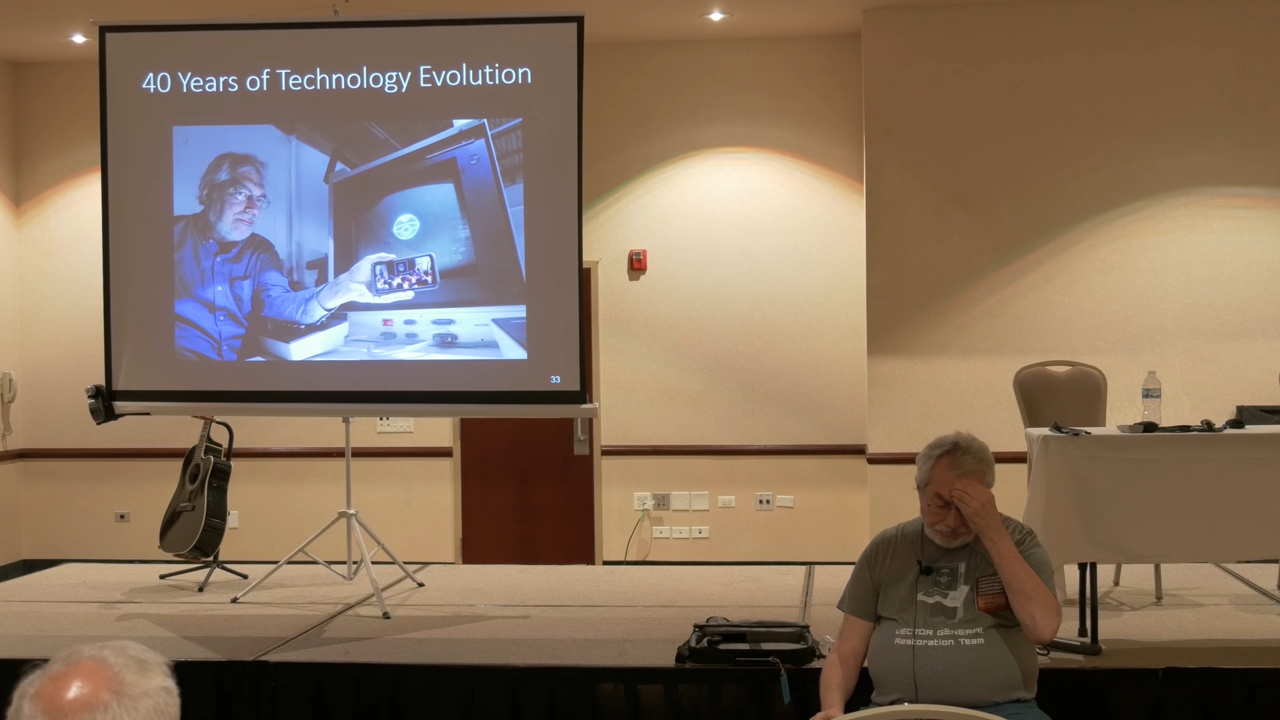 40 Years of Technology Evolution
33
VECTOR GENERAL
Restoration Team